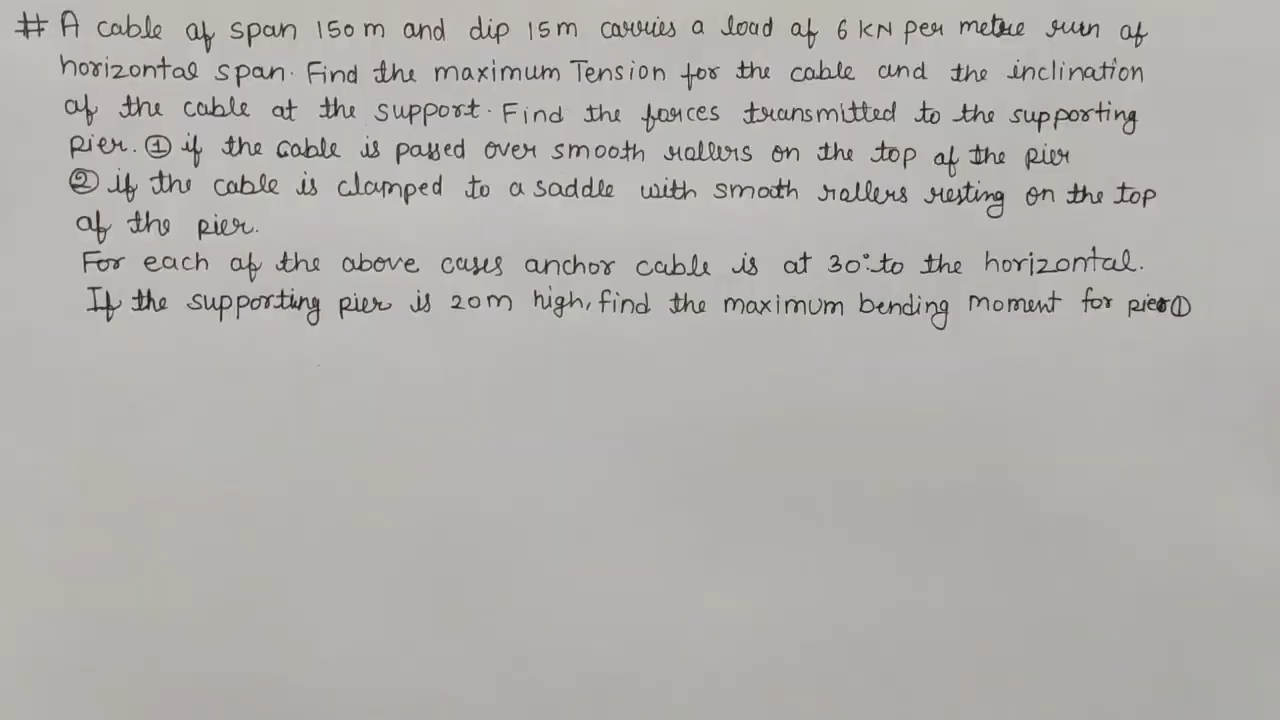 # A cable of span 150 m and dip 15 m carries a load of 6 KN per metre run of
horizontal span. Find the maximum Tension for the cable and the inclination
of the cable at the support. Find the forces transmitted to the supporting
pier. ① if the cable is passed over smooth rollers on the top of the pier
② if the cable is clamped to a saddle with smooth rollers resting on the top
of the pier.
For each of the above cases anchor cable is at 30° to the horizontal.
If the supporting pier is 20m high, find the maximum bending moment for pier ①